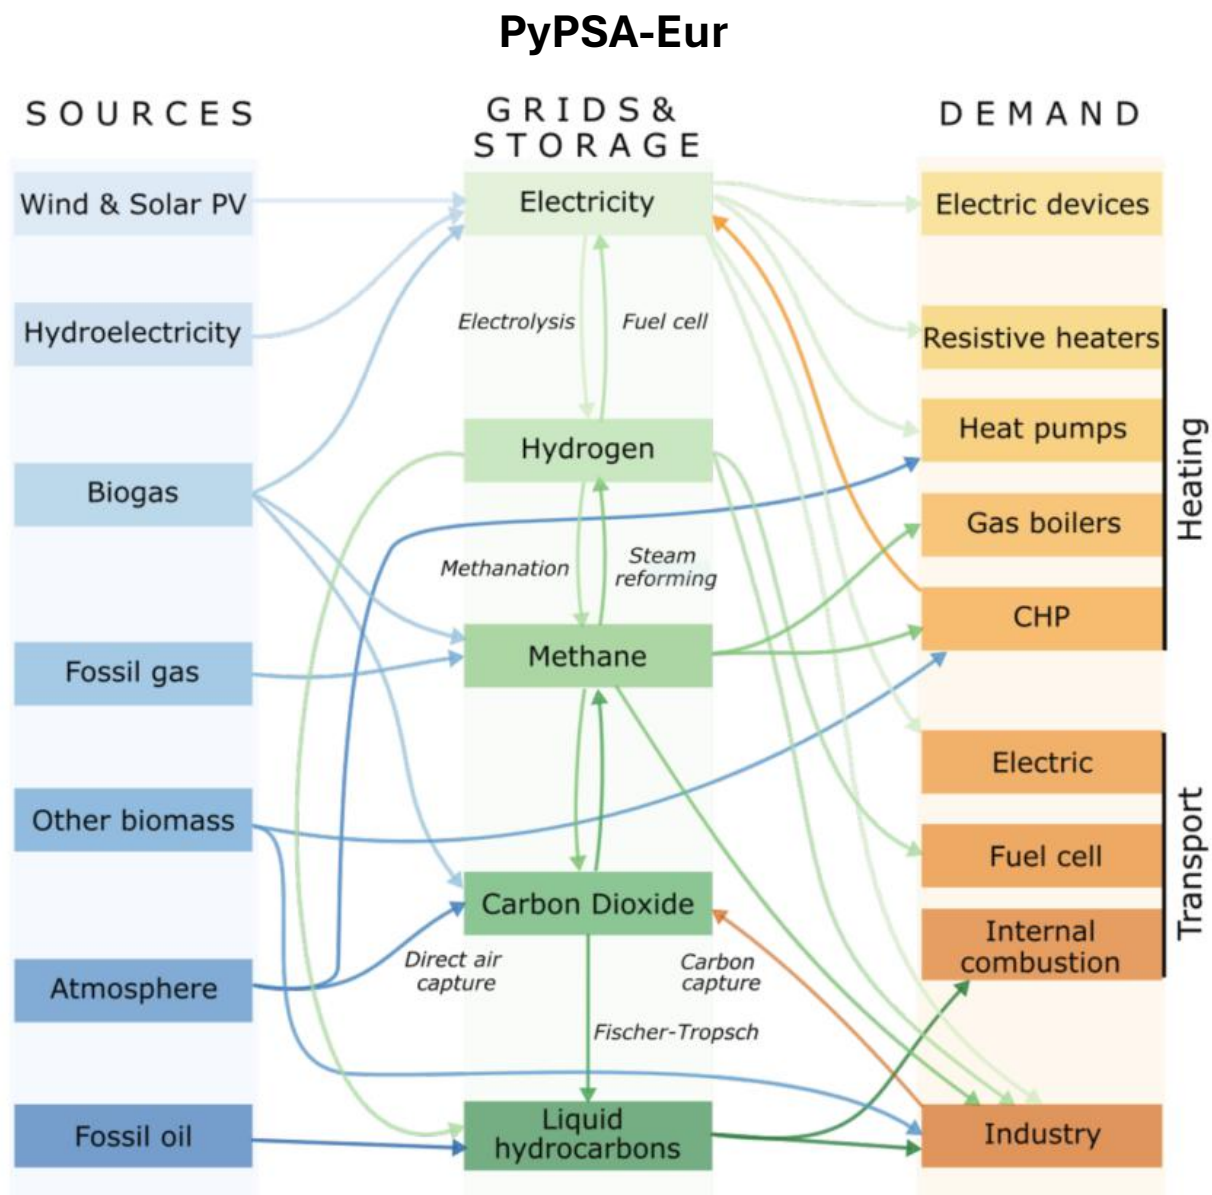 PyPSA-Eur
SOURCES
GRIDS &
STORAGE
DEMAND
Wind & Solar PV
Hydroelectricity
Biogas
Fossil gas
Other biomass
Atmosphere
Fossil oil
Electricity
Electrolysis
Fuel cell
Hydrogen
Methanation
Steam
reforming
Methane
Carbon Dioxide
Direct air
capture
Carbon
capture
Fischer-Tropsch
Liquid
hydrocarbons
Electric devices
Resistive heaters
Heat pumps
Gas boilers
CHP
Heating
Electric
Fuel cell
Internal
combustion
Transport
Industry